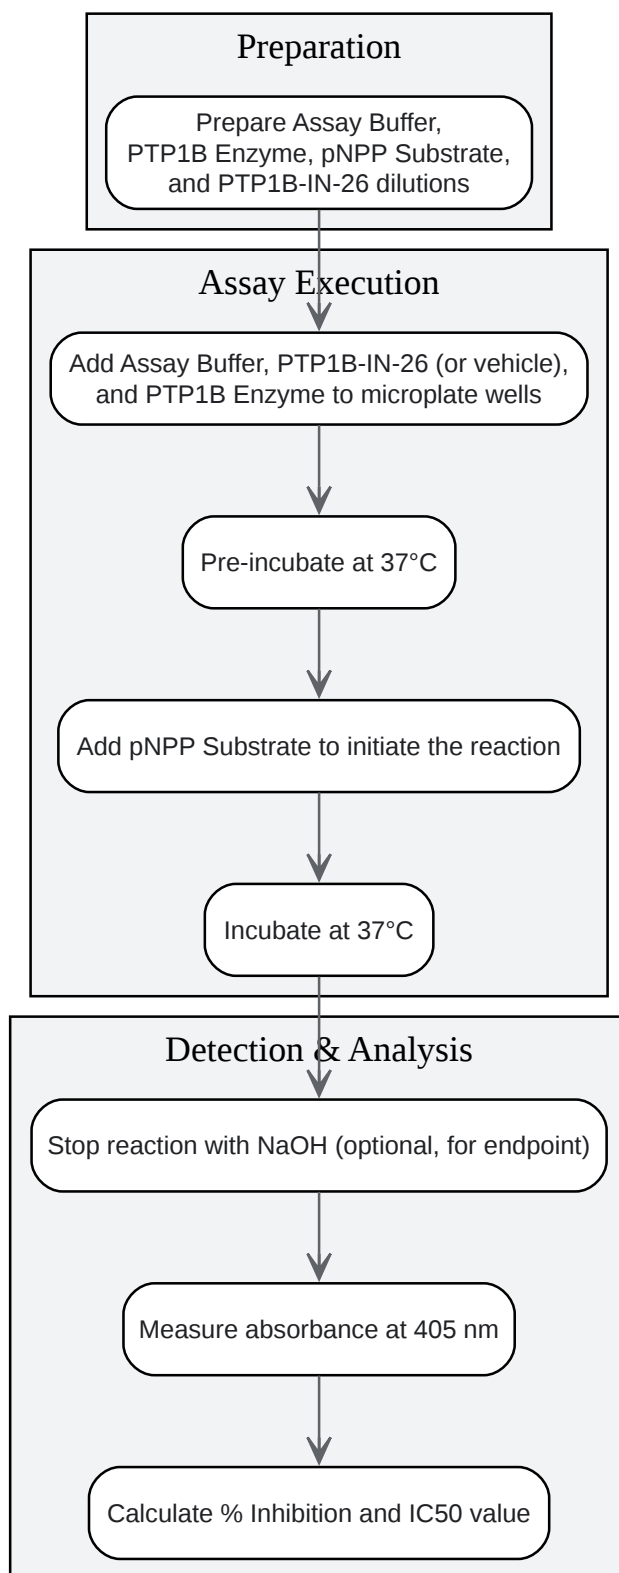 Preparation
Prepare Assay Buffer,
PTP1B Enzyme, pNPP Substrate,
and PTP1B-IN-26 dilutions
Assay Execution
Add Assay Buffer, PTP1B-IN-26 (or vehicle),
and PTP1B Enzyme to microplate wells
Pre-incubate at 37°C
Add pNPP Substrate to initiate the reaction
Incubate at 37°C
Detection & Analysis
Stop reaction with NaOH (optional, for endpoint)
Measure absorbance at 405 nm
Calculate % Inhibition and IC50 value